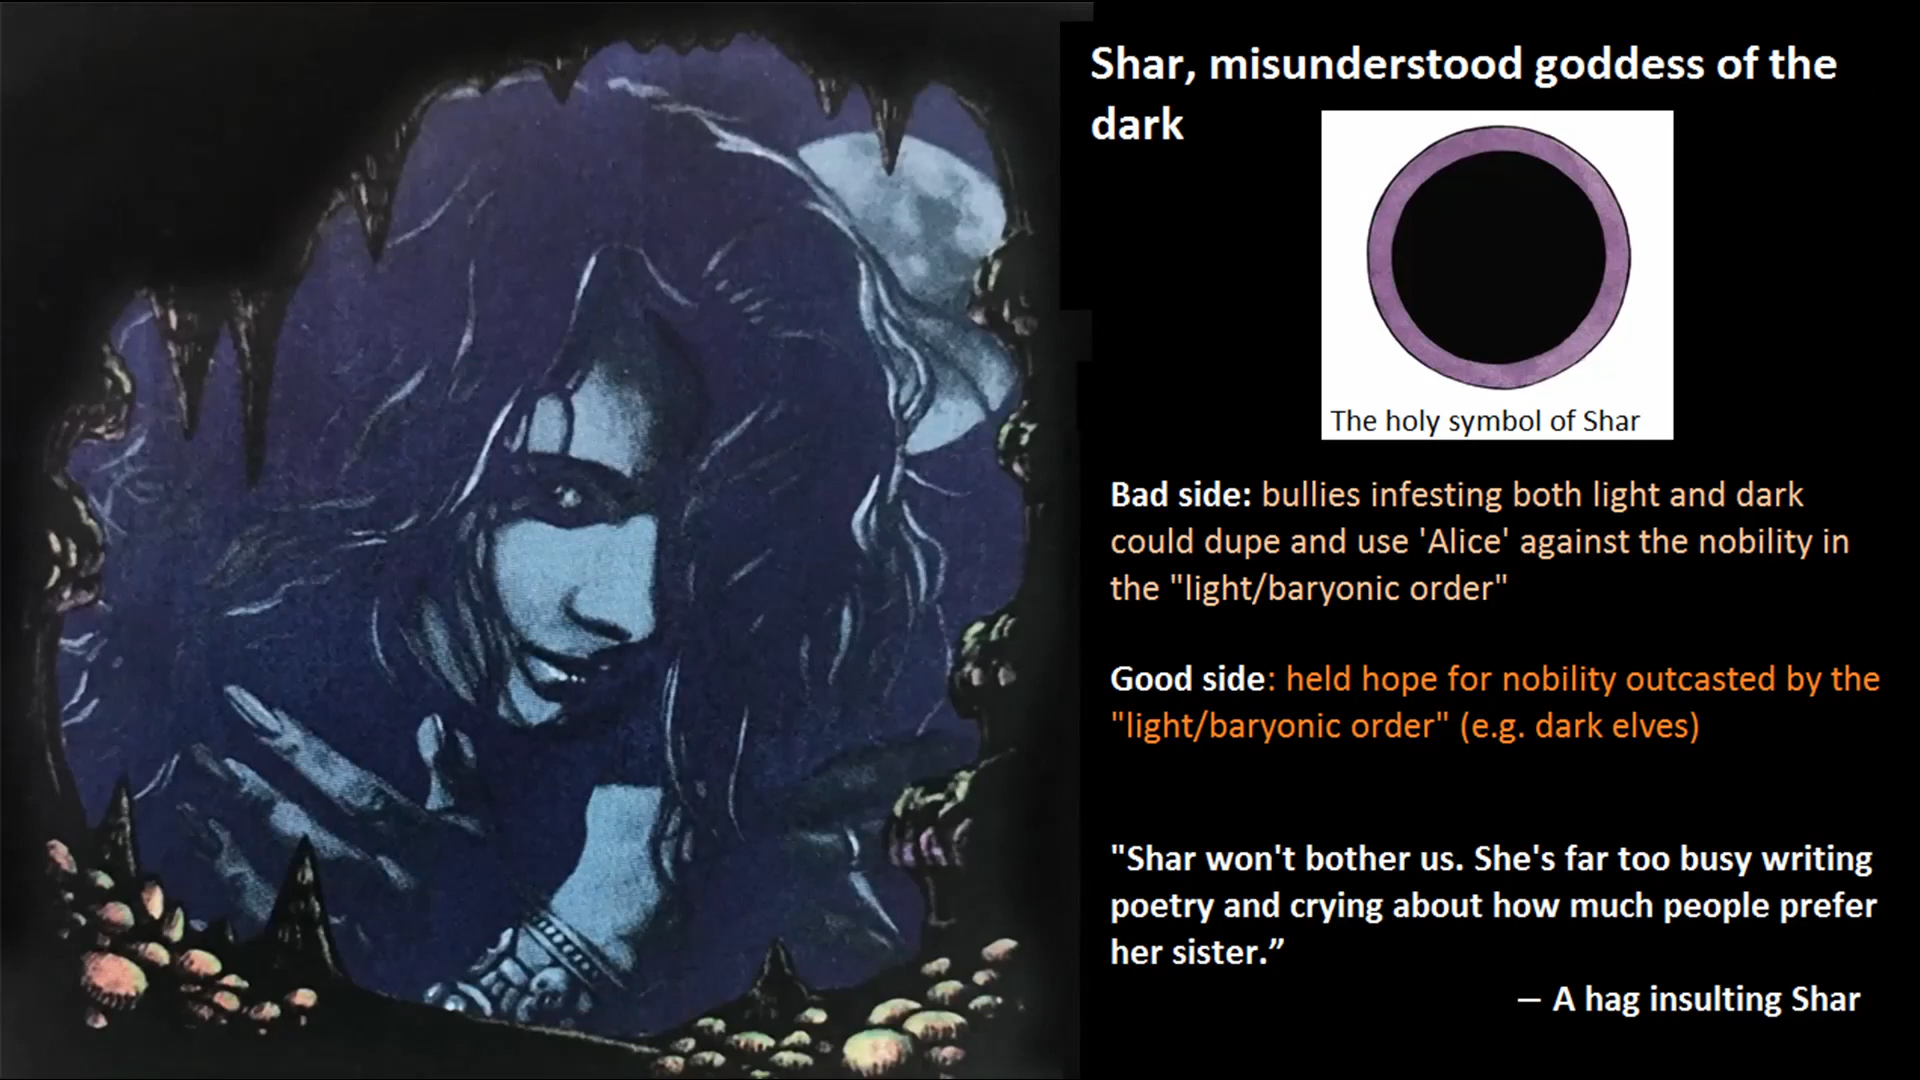 Shar, misunderstood goddess of the
dark
The holy symbol of Shar
Bad side: bullies infesting both light and dark
could dupe and use 'Alice' against the nobility in
the "light/baryonic order"
Good side: held hope for nobility outcasted by the
"light/baryonic order" (e.g. dark elves)
"Shar won't bother us. She's far too busy writing
poetry and crying about how much people prefer
her sister.”
— A hag insulting Shar